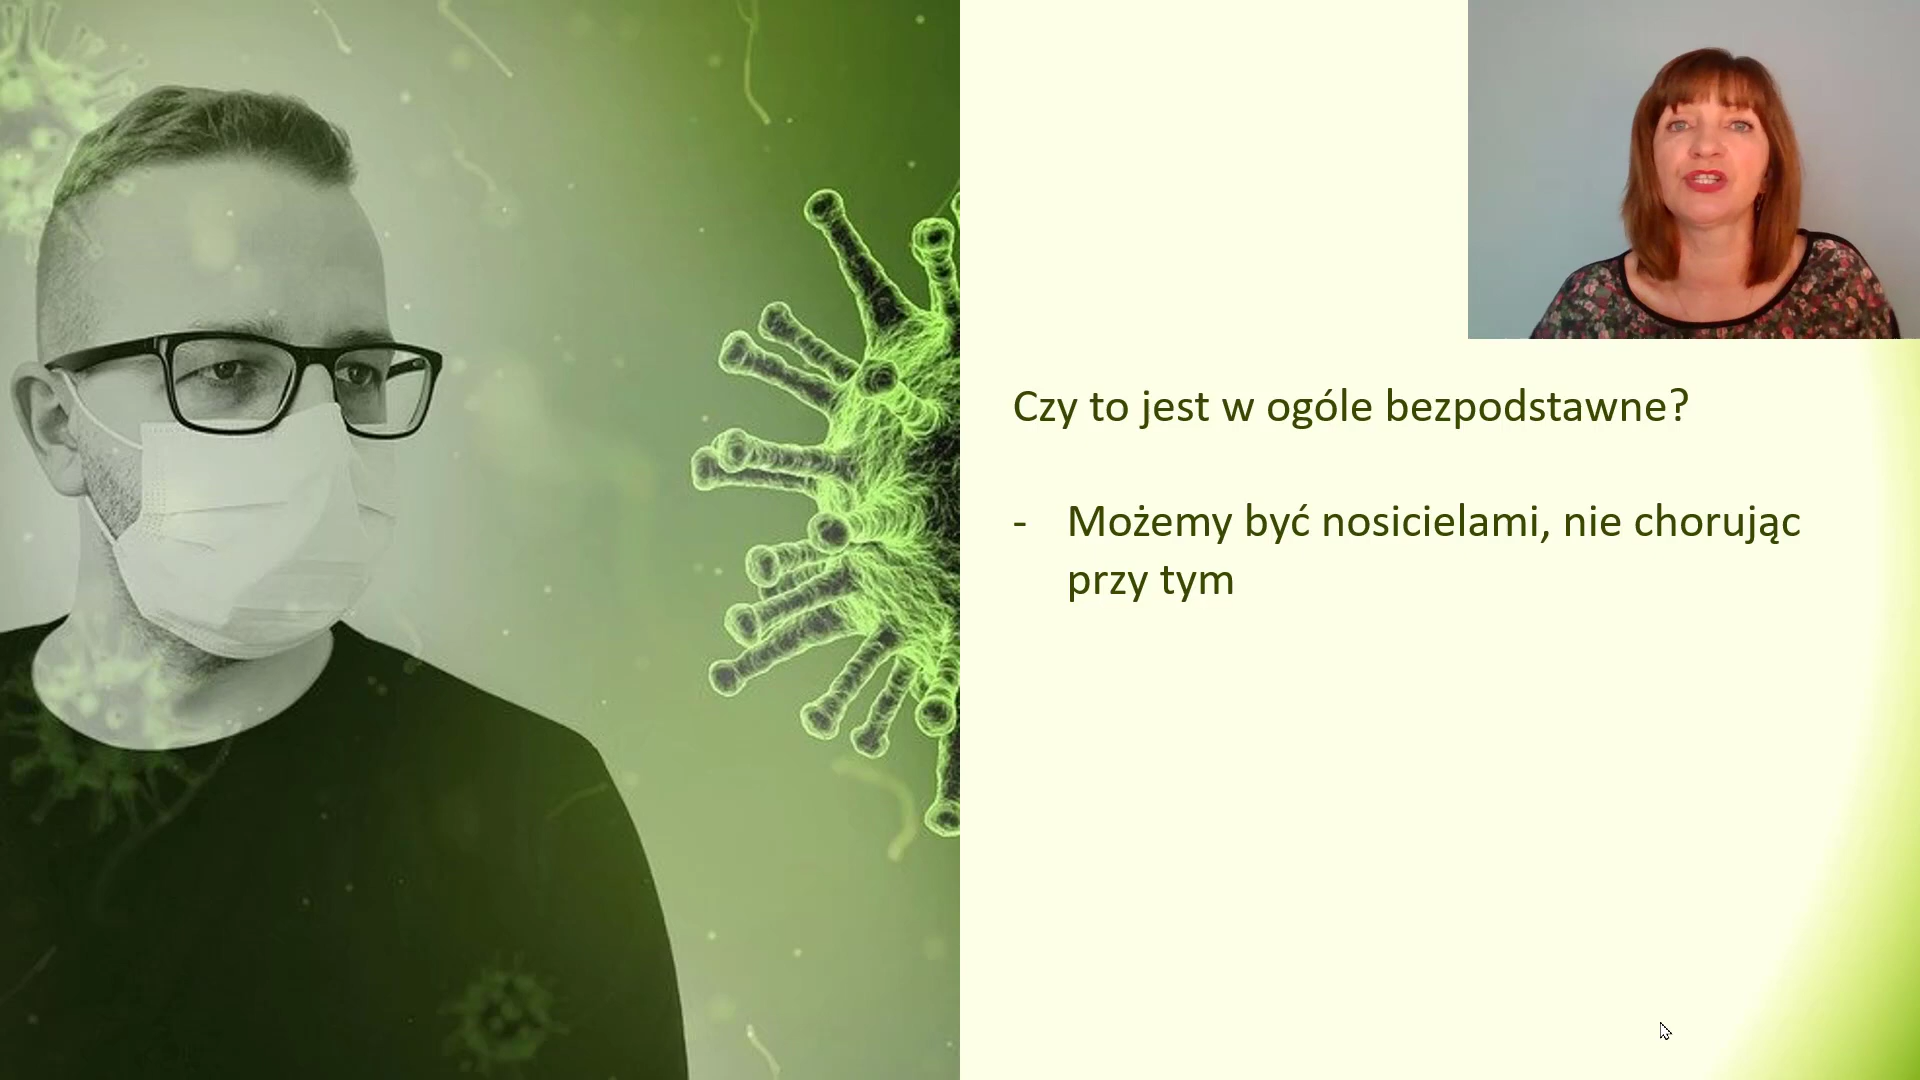 Czy to jest w ogóle bezpodstawne?
- Możemy być nosicielami, nie chorując
przy tym